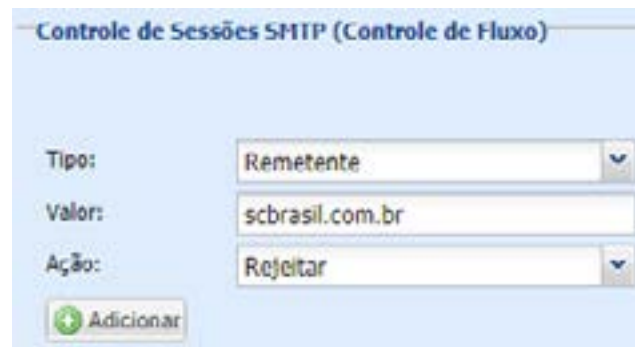 Controle de Sessões SMTP (Controle de Fluxo)
Tipo: Remetente
Valor: scbrasil.com.br
Ação: Rejeitar
Adicionar